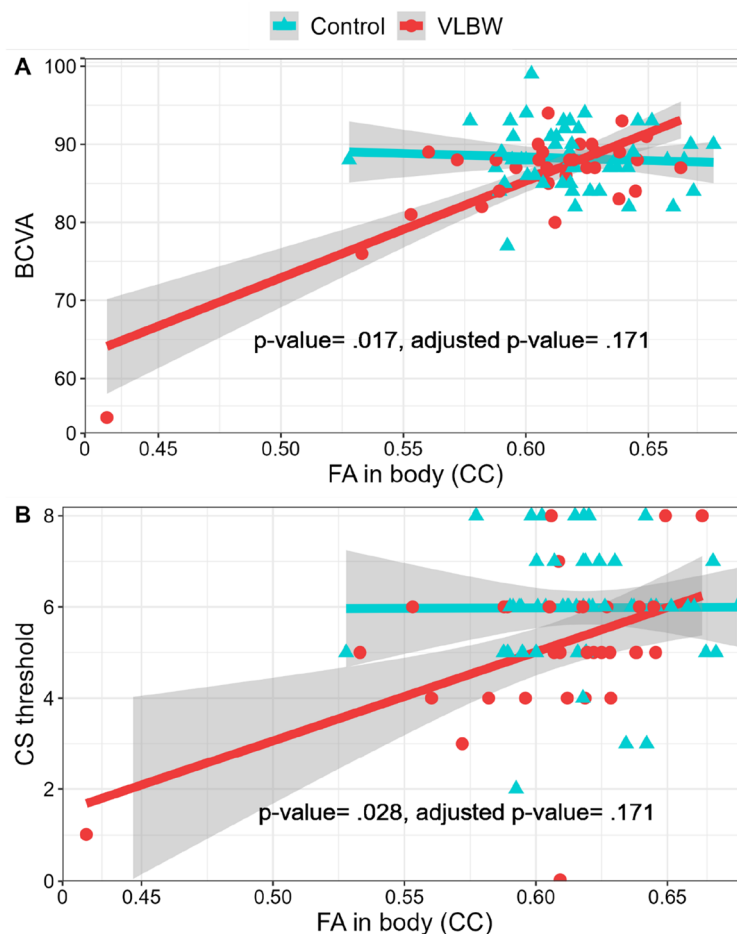 Control VLBW
A
100
90
80
70
60
0
BCVA
p-value= .017, adjusted p-value= .171
0 0.45 0.50 0.55 0.60 0.65
FA in body (CC)
B
8
6
4
2
0
CS threshold
p-value= .028, adjusted p-value= .171
0 0.45 0.50 0.55 0.60 0.65
FA in body (CC)